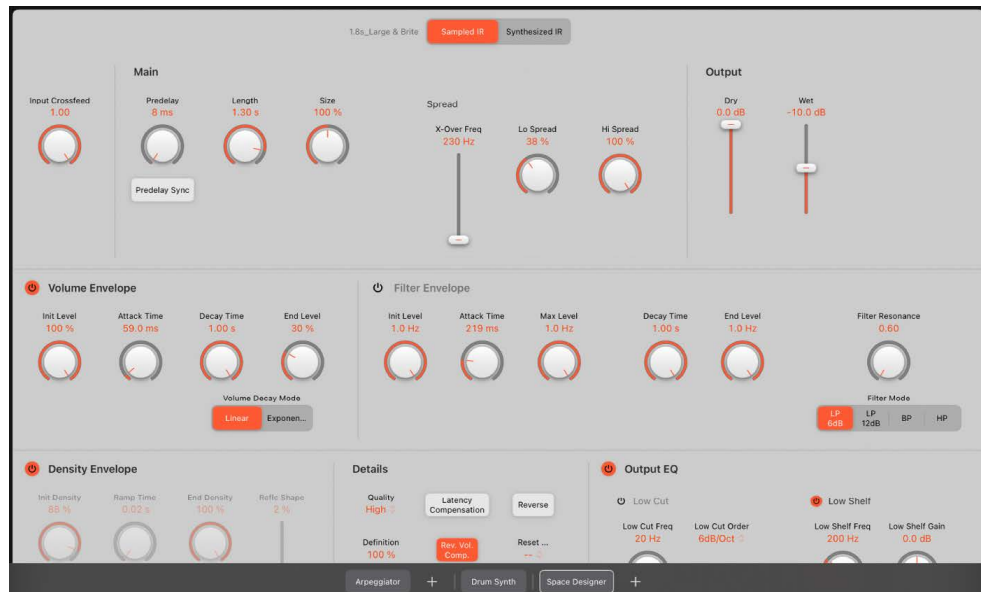 1.8s_Large & Brite Sampled IR Synthesized IR
Main Output
Input Crossfeed Predelay Length Size Dry Wet
1.00 8 ms 1.30 s 100 % 0.0 dB -10.0 dB
Spread
X-Over Freq Lo Spread Hi Spread
230 Hz 38 % 100 %
Predelay Sync
Volume Envelope Filter Envelope
Init Level Attack Time Decay Time End Level Init Level Attack Time Max Level Decay Time End Level Filter Resonance
100 % 59.0 ms 1.00 s 30 % 1.0 Hz 219 ms 1.0 Hz 1.00 s 1.0 Hz 0.60
Volume Decay Mode Filter Mode
Linear Exponen... LP 6dB LP 12dB BP HP
Density Envelope Details Output EQ
Init Density Ramp Time End Density Reflc Shape Quality Latency Compensation Reverse Low Cut Low Shelf
88 % 0.02 s 100 % 2 % High
Low Cut Freq Low Cut Order Low Shelf Freq Low Shelf Gain
20 Hz 6dB/Oct 200 Hz 0.0 dB
Definition Rev. Vol. Comp. Reset ...
100 % --
Arpeggiator + Drum Synth Space Designer +